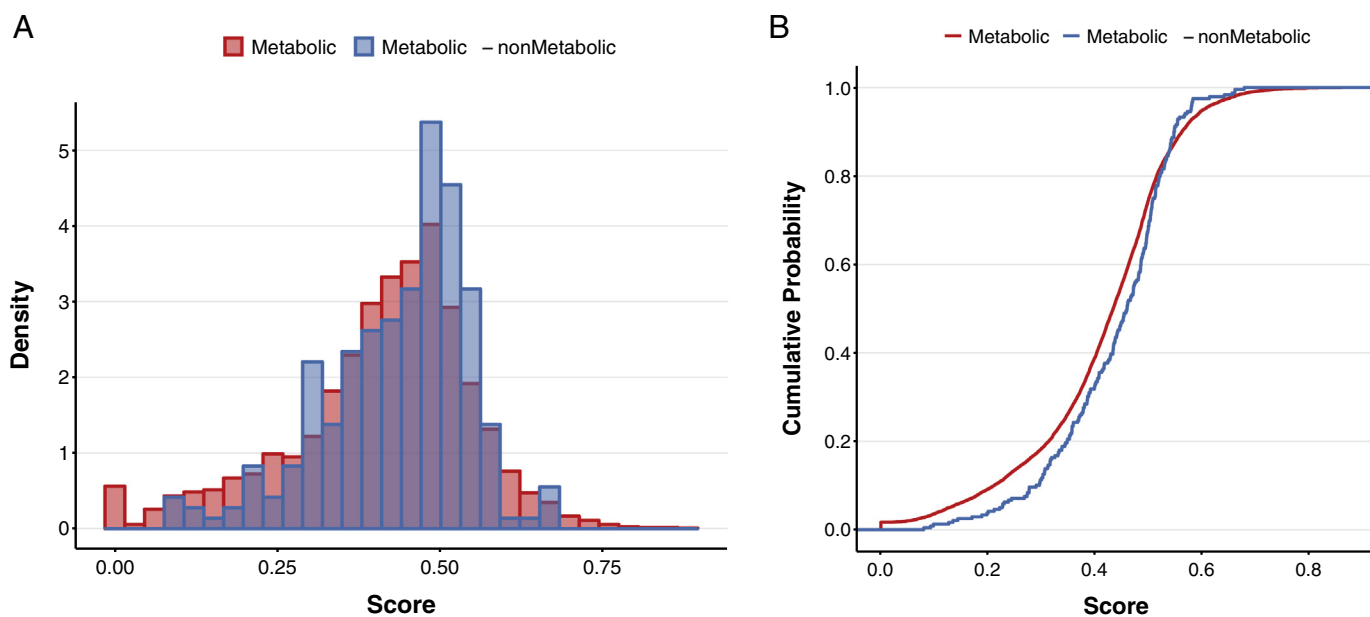 A
Metabolic Metabolic – nonMetabolic
Density
5
4
3
2
1
0
0.00 0.25 0.50 0.75
Score
B
Metabolic Metabolic – nonMetabolic
Cumulative Probability
1.0
0.8
0.6
0.4
0.2
0.0
0.0 0.2 0.4 0.6 0.8
Score